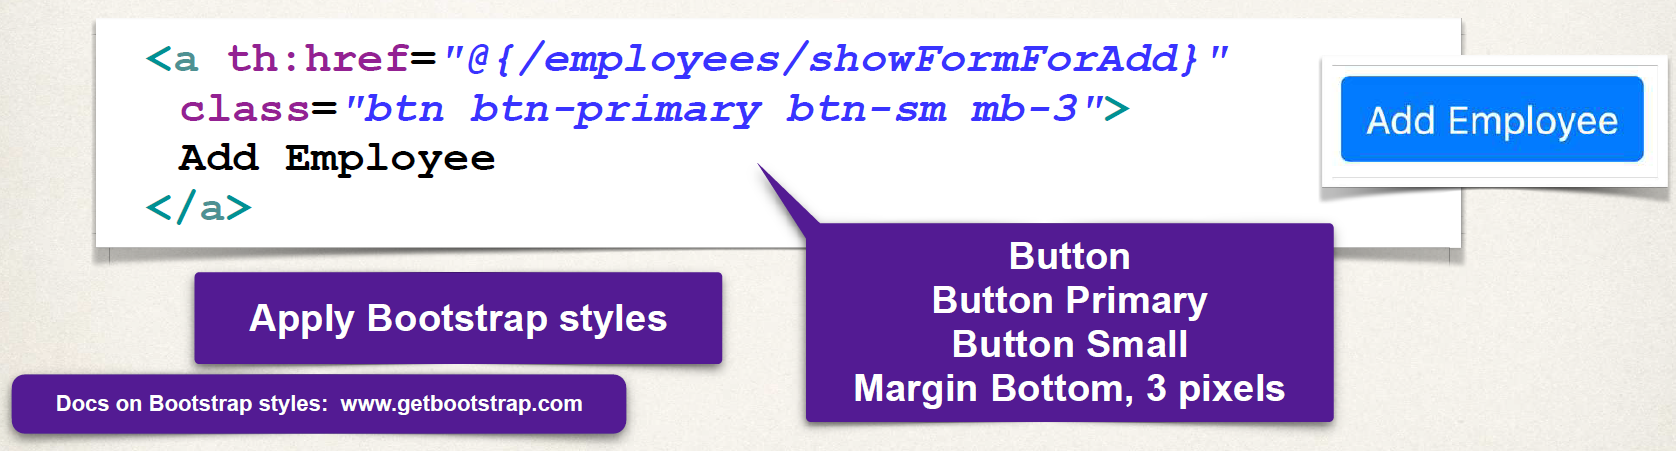 <a th:href="@{/employees/showFormForAdd}"
class="btn btn-primary btn-sm mb-3">
Add Employee
</a>
Add Employee
Apply Bootstrap styles
Button
Button Primary
Button Small
Margin Bottom, 3 pixels
Docs on Bootstrap styles: www.getbootstrap.com